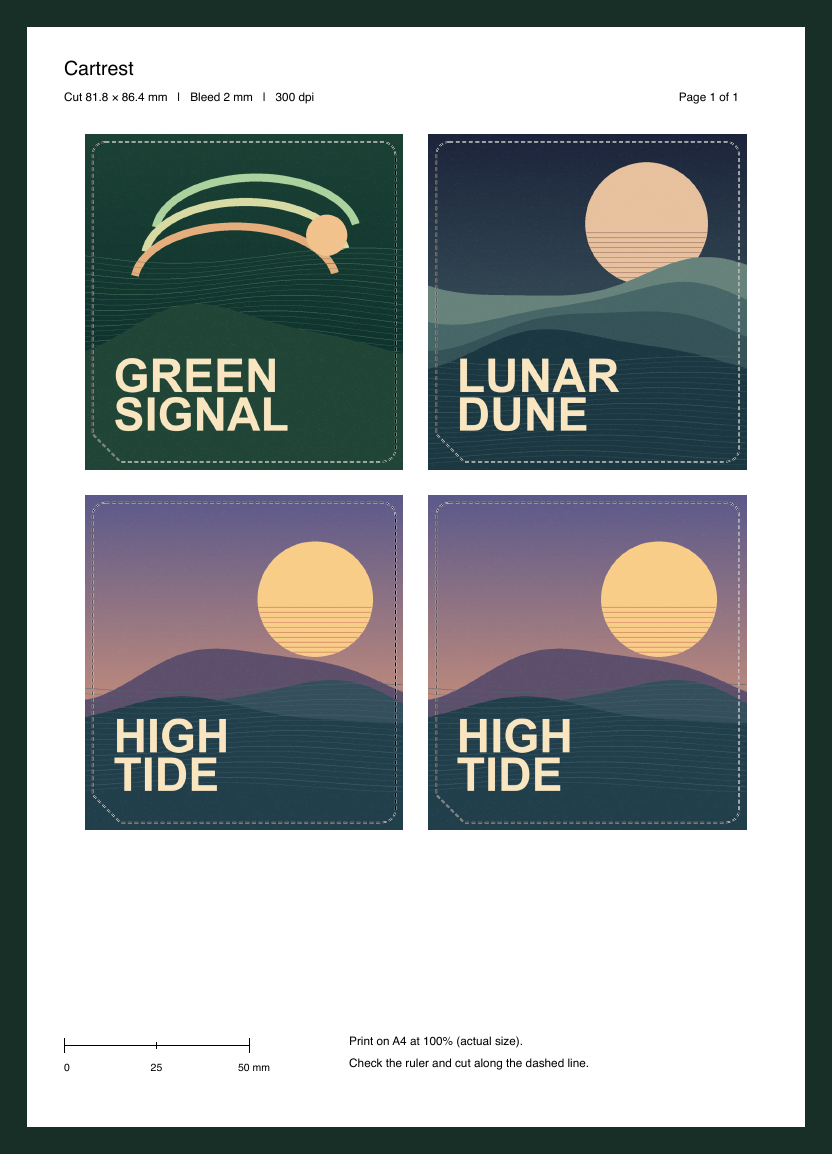 Cartrest
Cut 81.8 × 86.4 mm | Bleed 2 mm | 300 dpi
Page 1 of 1
GREEN
SIGNAL
LUNAR
DUNE
HIGH
TIDE
HIGH
TIDE
0 25 50 mm
Print on A4 at 100% (actual size).
Check the ruler and cut along the dashed line.